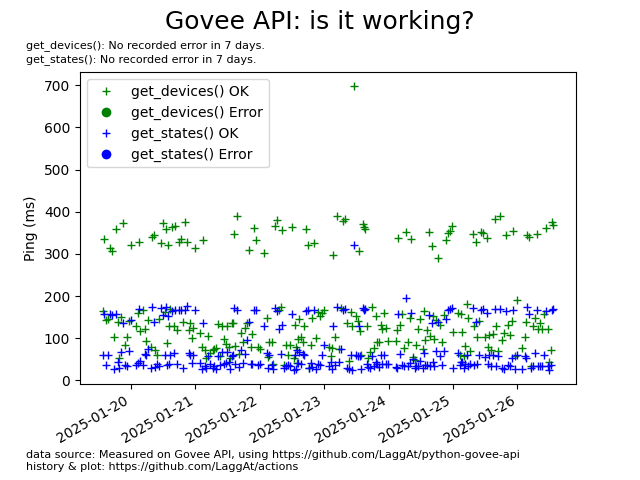 Govee API: is it working?
get_devices(): No recorded error in 7 days.
get_states(): No recorded error in 7 days.
get_devices() OK
get_devices() Error
get_states() OK
get_states() Error
Ping (ms)
700
600
500
400
300
200
100
0
2025-01-20
2025-01-21
2025-01-22
2025-01-23
2025-01-24
2025-01-25
2025-01-26
data source: Measured on Govee API, using https://github.com/LaggAt/python-govee-api
history & plot: https://github.com/LaggAt/actions